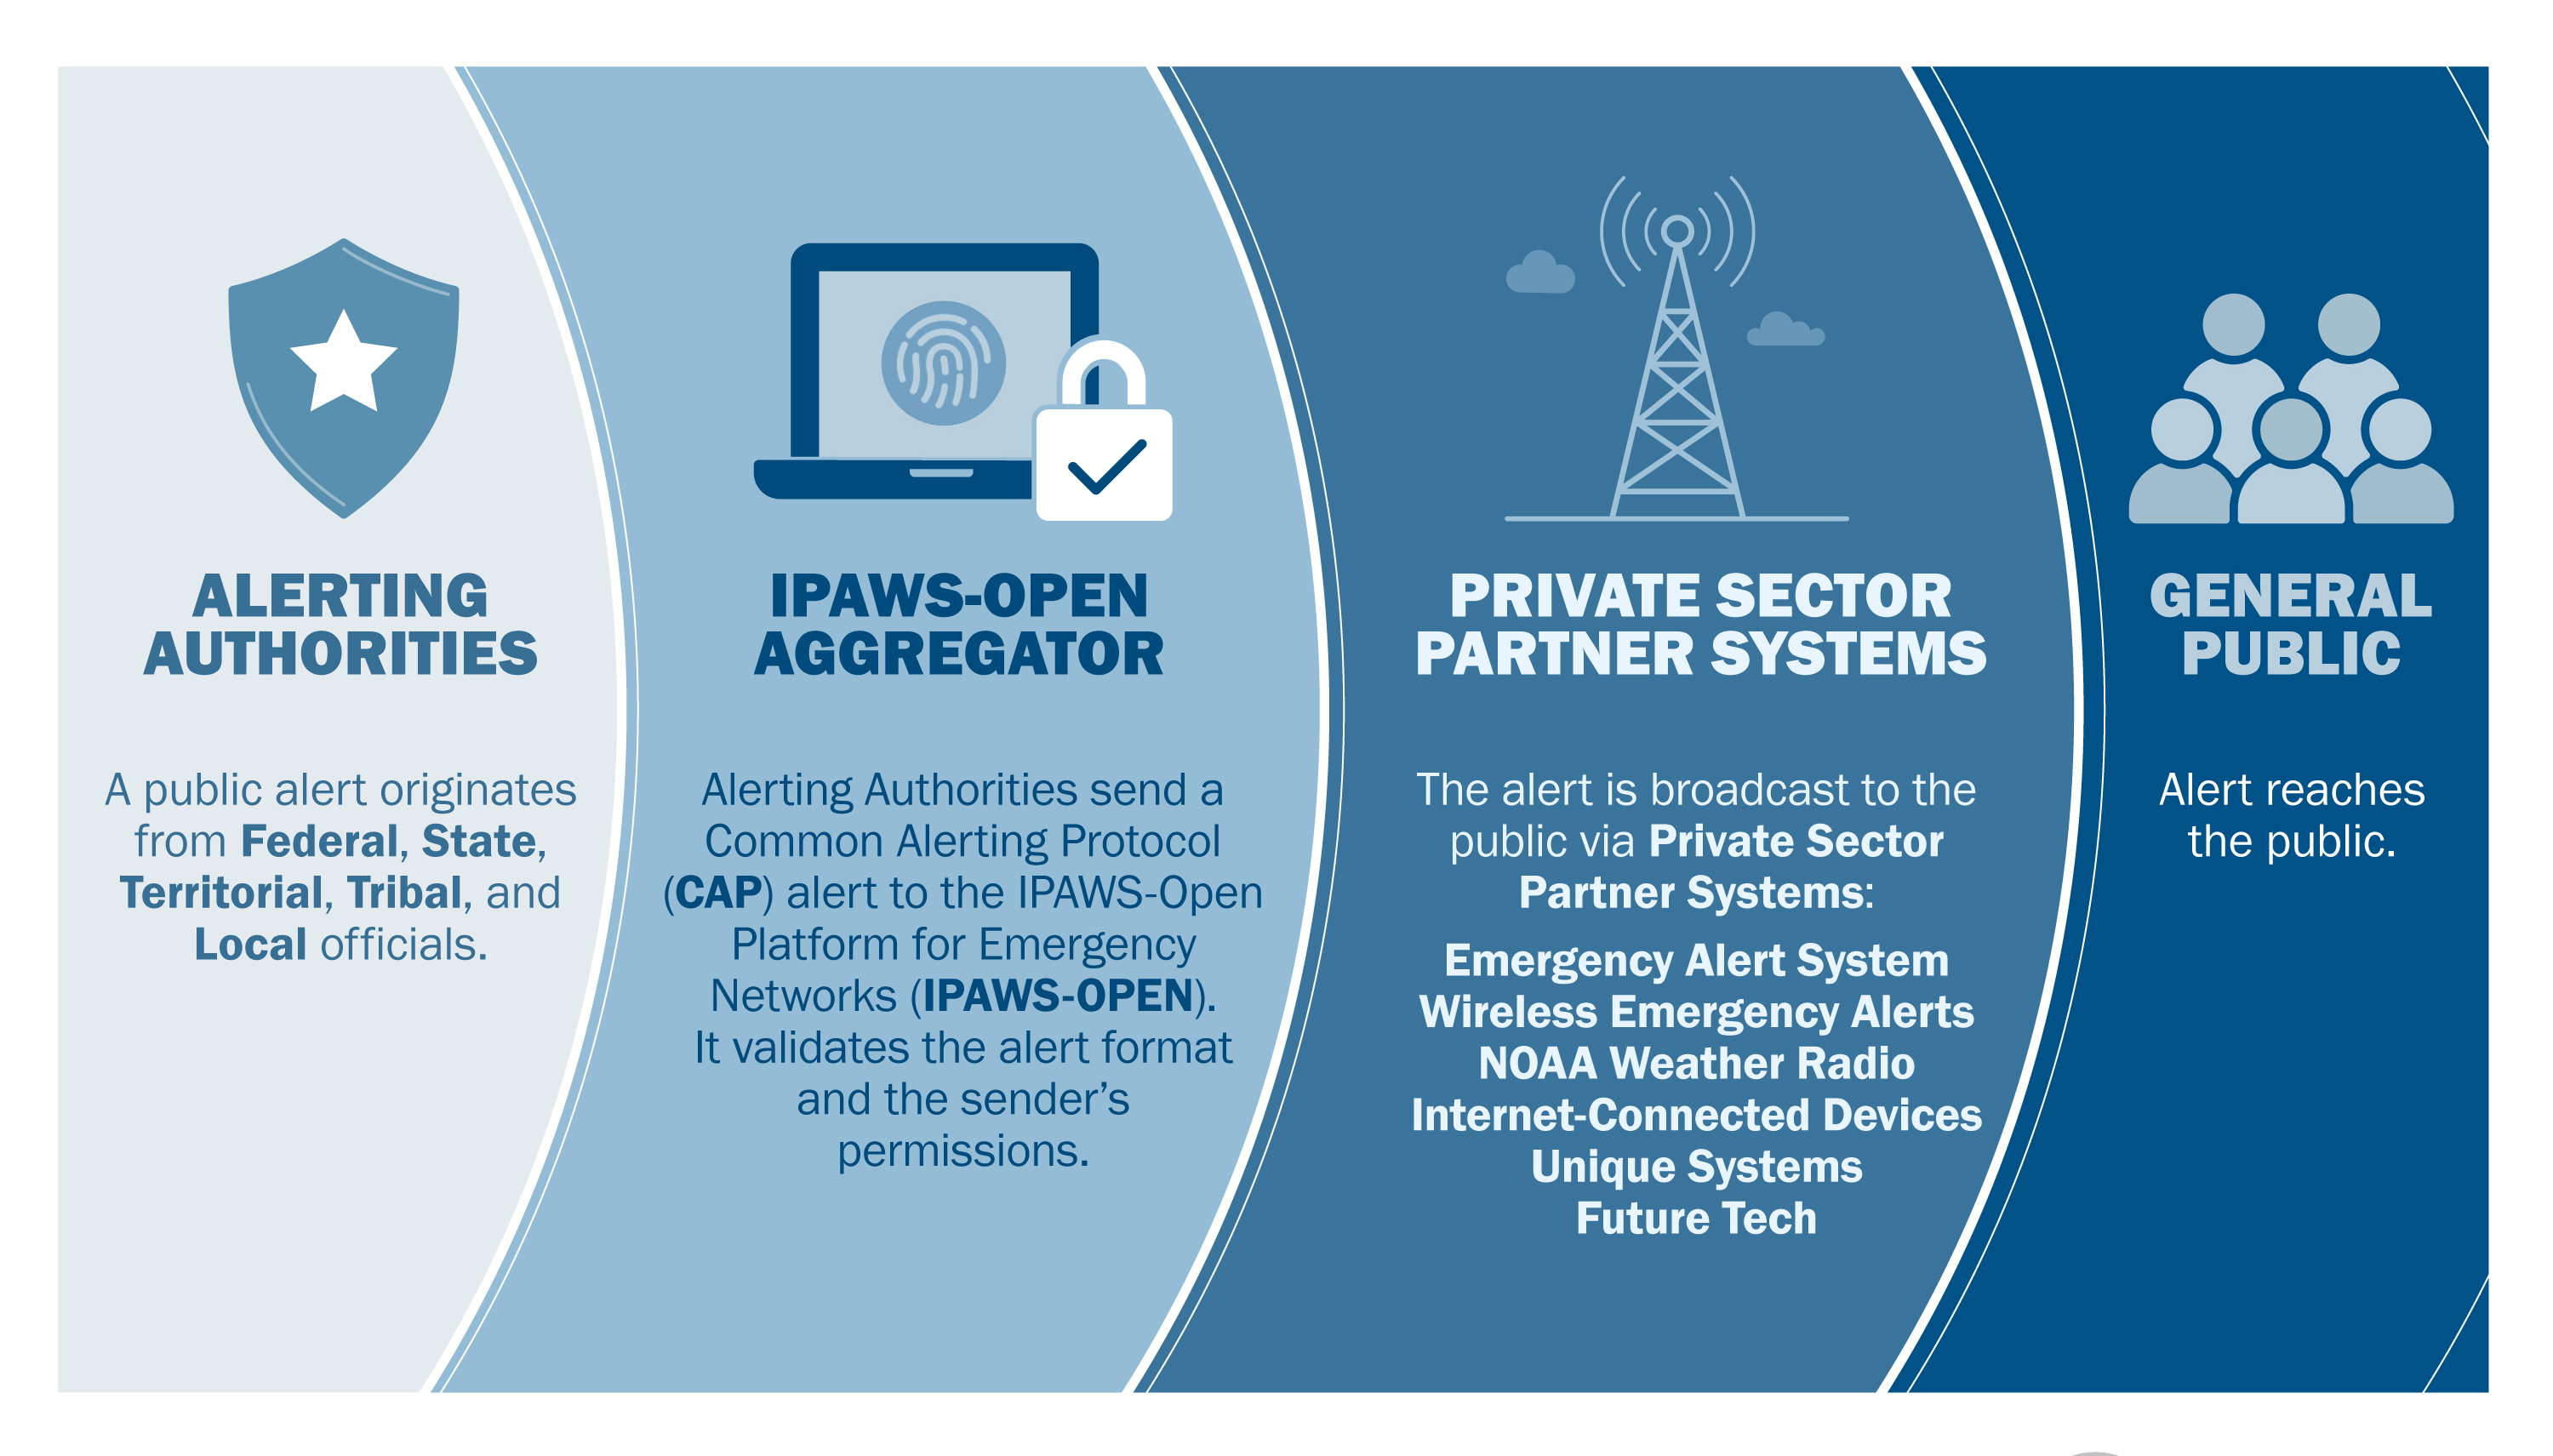 ALERTING
AUTHORITIES
A public alert originates
from Federal, State,
Territorial, Tribal, and
Local officials.
IPAWS-OPEN
AGGREGATOR
Alerting Authorities send a
Common Alerting Protocol
(CAP) alert to the IPAWS-Open
Platform for Emergency
Networks (IPAWS-OPEN).
It validates the alert format
and the sender’s
permissions.
PRIVATE SECTOR
PARTNER SYSTEMS
The alert is broadcast to the
public via Private Sector
Partner Systems:
Emergency Alert System
Wireless Emergency Alerts
NOAA Weather Radio
Internet-Connected Devices
Unique Systems
Future Tech
GENERAL
PUBLIC
Alert reaches
the public.